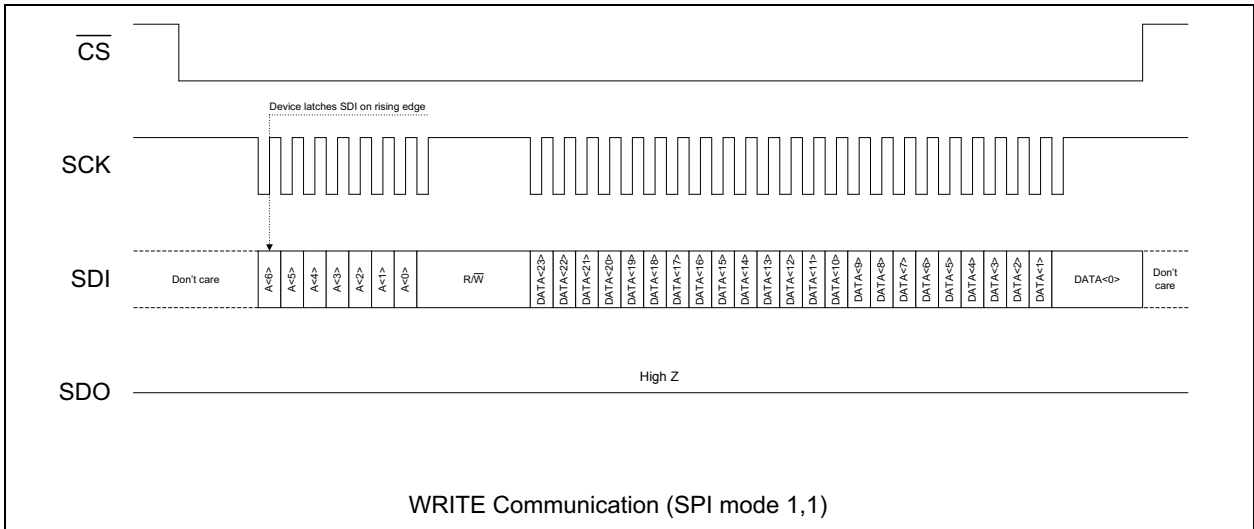 CS
Device latches SDI on rising edge
SCK
SDI
Don't care
A<6>
A<5>
A<4>
A<3>
A<2>
A<1>
A<0>
R/W
DATA<23>
DATA<22>
DATA<21>
DATA<20>
DATA<19>
DATA<18>
DATA<17>
DATA<16>
DATA<15>
DATA<14>
DATA<13>
DATA<12>
DATA<11>
DATA<10>
DATA<9>
DATA<8>
DATA<7>
DATA<6>
DATA<5>
DATA<4>
DATA<3>
DATA<2>
DATA<1>
DATA<0>
Don't
care
High Z
SDO
WRITE Communication (SPI mode 1,1)